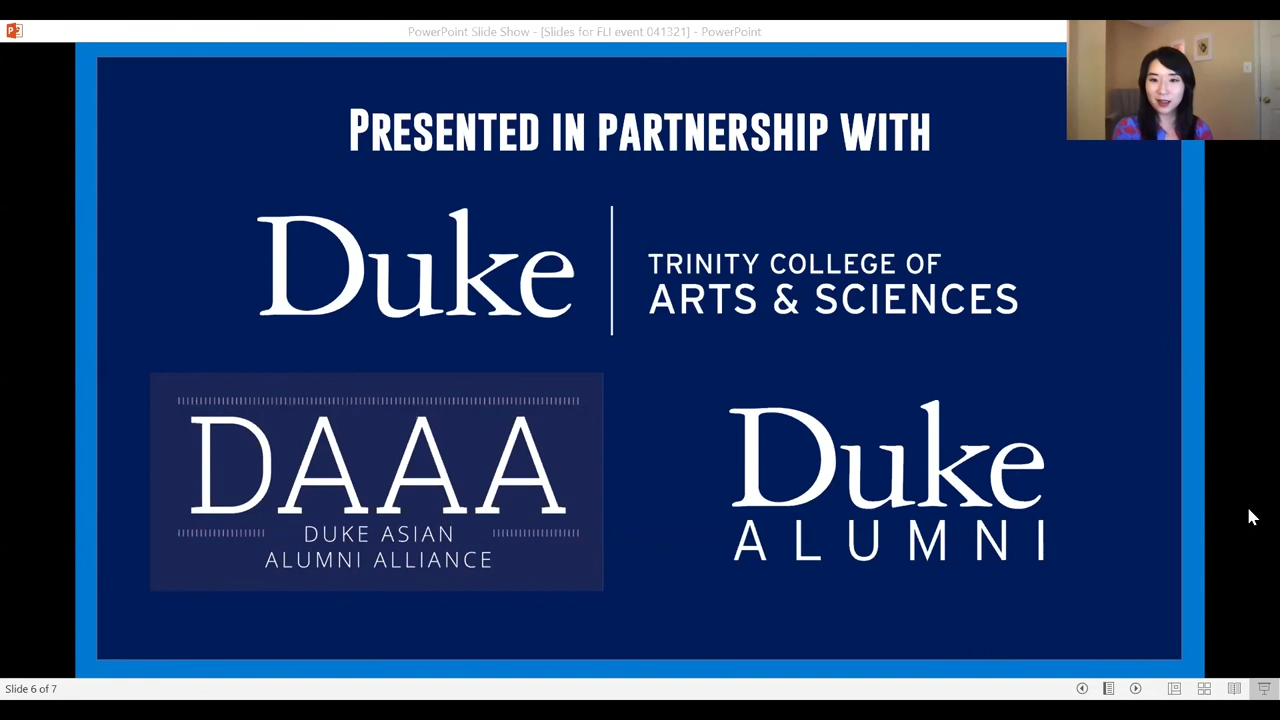 PowerPoint Slide Show - [Slides for FLI event 041321] - PowerPoint
PRESENTED IN PARTNERSHIP WITH
Duke
TRINITY COLLEGE OF
ARTS & SCIENCES
DAAA
DUKE ASIAN
ALUMNI ALLIANCE
Duke
ALUMNI
Slide 6 of 7